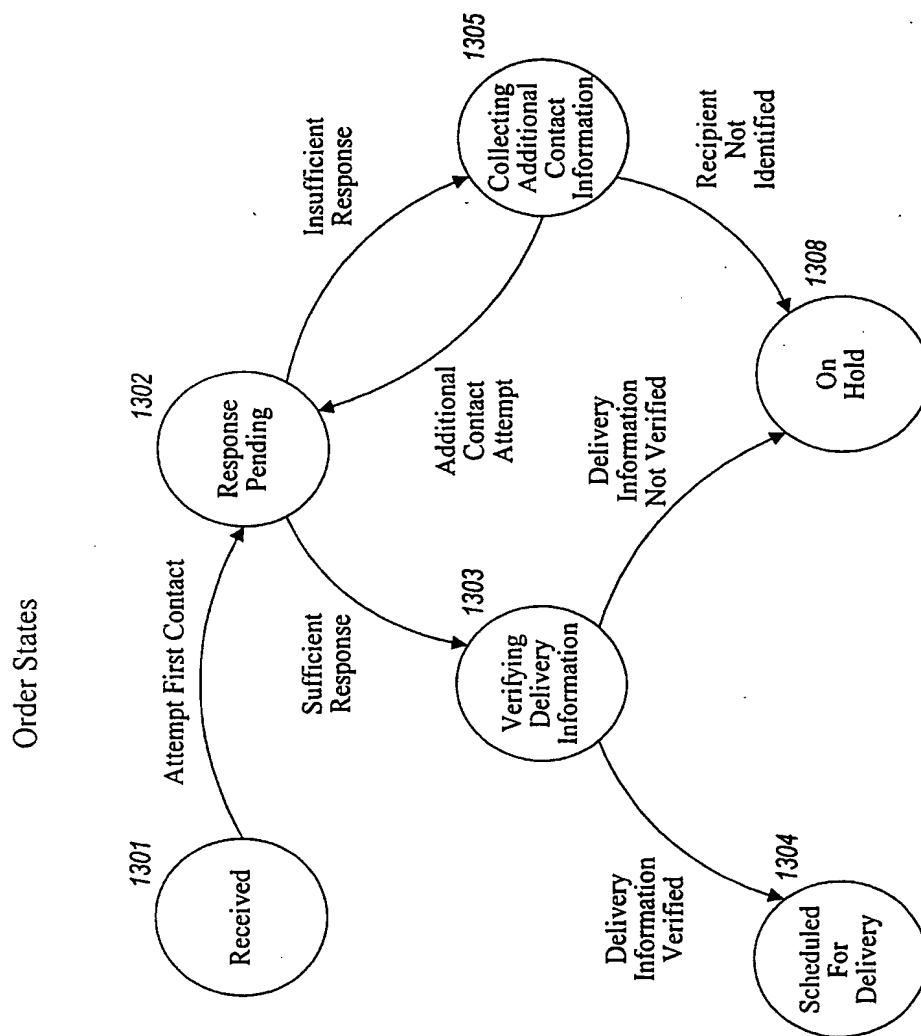 Order States
1301
Received
Attempt First Contact
1302
Response
Pending
Insufficient
Response
1305
Collecting
Additional
Contact
Information
Sufficient
Response
Additional
Contact
Attempt
Recipient
Not
Identified
1303
Verifying
Delivery
Information
Delivery
Information
Not Verified
1308
On
Hold
Delivery
Information
Verified
1304
Scheduled
For
Delivery